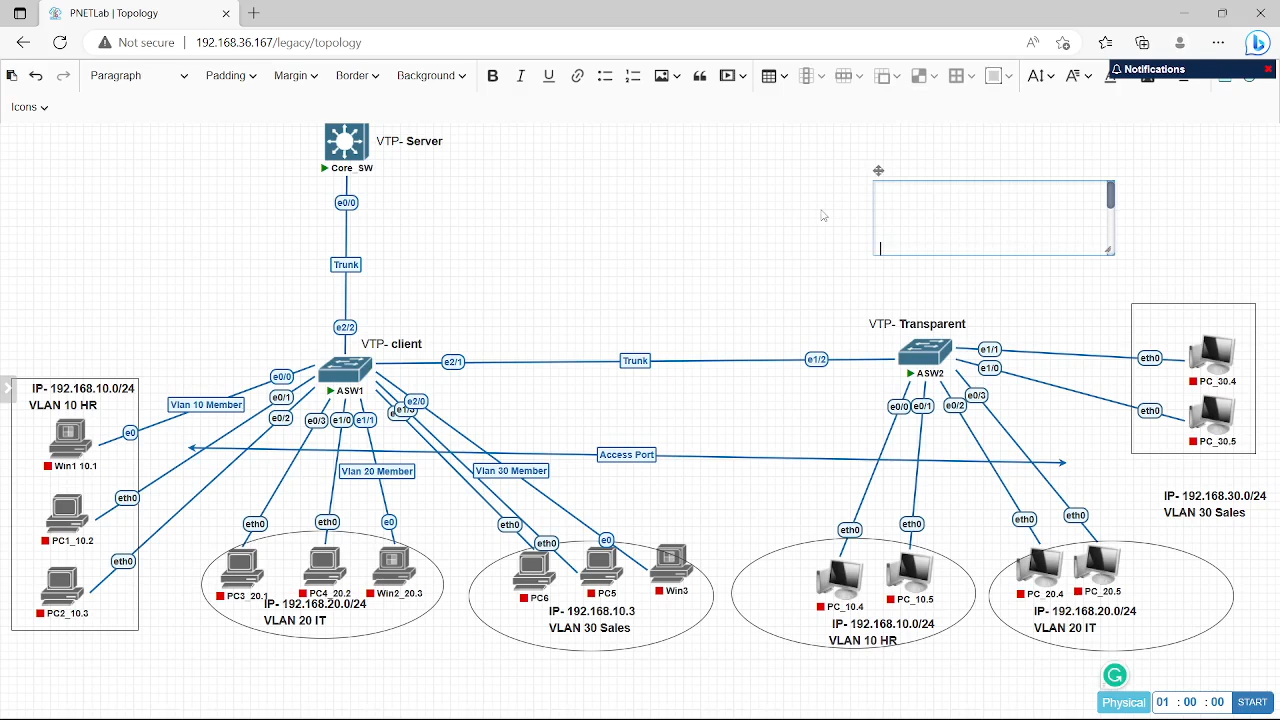 PNETLab | Topology
Not secure
192.168.36.167/legacy/topology
Paragraph
Padding
Margin
Border
Background
B
I
U
Notifications
Icons
VTP- Server
Core_SW
e0/0
Trunk
e2/2
VTP- client
ASW1
e2/1
Trunk
e1/2
VTP- Transparent
ASW2
e1/1
e1/0
eth0
eth0
PC_30.4
PC_30.5
IP- 192.168.10.0/24
VLAN 10 HR
e0/0
e0/1
e0/2
e0/3
e1/0
e1/1
e1/3
e2/0
e0/0
e0/1
e0/2
e0/3
Vlan 10 Member
e0
Win1 10.1
Access Port
Vlan 20 Member
Vlan 30 Member
eth0
PC1_10.2
eth0
PC2_10.3
IP- 192.168.30.0/24
VLAN 30 Sales
eth0
eth0
e0
eth0
eth0
e0
eth0
eth0
eth0
eth0
PC3_20.1
PC4_20.2
Win2_20.3
IP- 192.168.20.0/24
VLAN 20 IT
PC6
PC5
Win3
IP- 192.168.10.3
VLAN 30 Sales
PC_10.4
PC_10.5
IP- 192.168.10.0/24
VLAN 10 HR
PC_20.4
PC_20.5
IP- 192.168.20.0/24
VLAN 20 IT
Physical
01 : 00 : 00
START